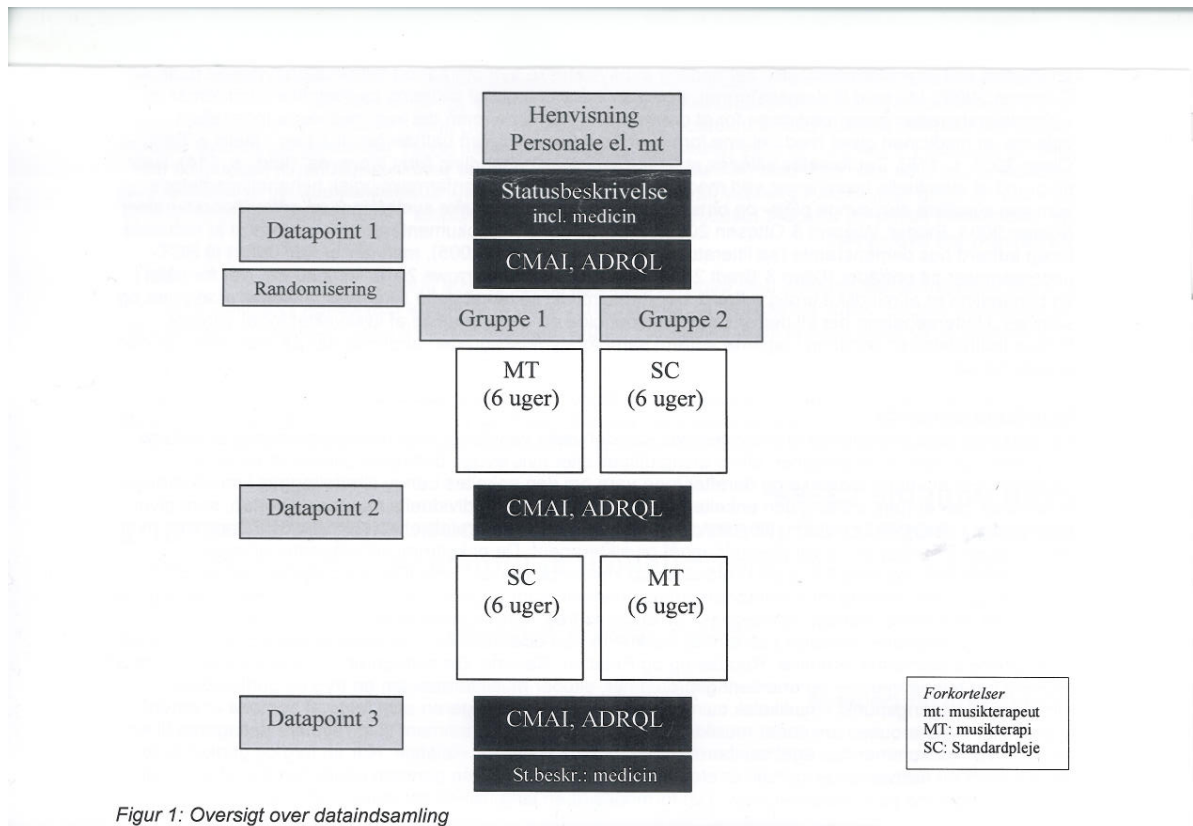 Henvisning
Personale el. mt
Statusbeskrivelse
incl. medicin
Datapoint 1
CMAI, ADRQL
Randomisering
Gruppe 1
Gruppe 2
MT
(6 uger)
SC
(6 uger)
Datapoint 2
CMAI, ADRQL
SC
(6 uger)
MT
(6 uger)
Datapoint 3
CMAI, ADRQL
St.beskr.: medicin
Forkortelser
mt: musikterapeut
MT: musikterapi
SC: Standardpleje
Figur 1: Oversigt over dataindsamling